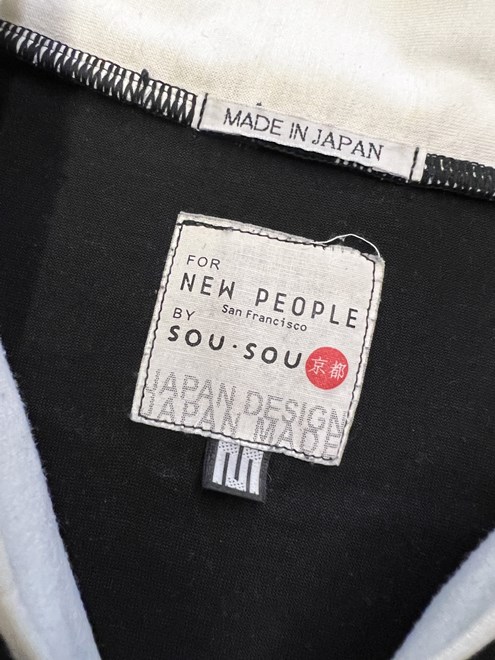 MADE IN JAPAN
FOR
NEW PEOPLE
San Francisco
BY
SOU・SOU 京都
JAPAN DESIGN
JAPAN MADE
M